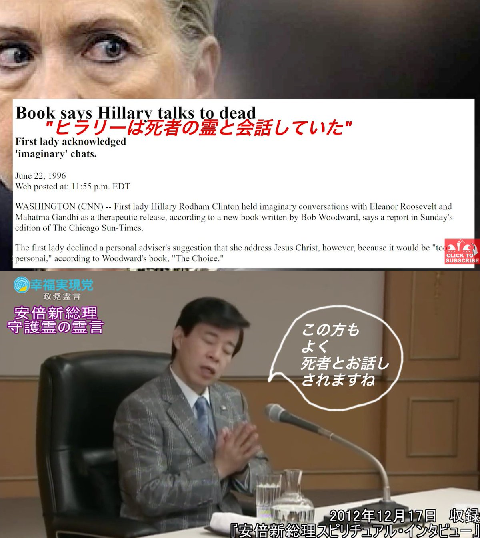 Book says Hillary talks to dead
"ヒラリーは死者の霊と会話していた"
First lady acknowledged
'imaginary' chats.
June 22, 1996
Web posted at: 11:55 p.m. EDT
WASHINGTON (CNN) -- First lady Hillary Rodham Clinton held imaginary conversations with Eleanor Roosevelt and
Mahatma Gandhi as a therapeutic release, according to a new book written by Bob Woodward, says a report in Sunday's
edition of The Chicago Sun-Times.
The first lady declined a personal adviser's suggestion that she address Jesus Christ, however, because it would be "too
personal," according to Woodward's book, "The Choice."
CLICK TO
SUBSCRIBE
幸福実現党
政党霊言
安倍新総理
守護霊の霊言
この方も
よく
死者とお話し
されますね
2012年12月17日 収録
『安倍新総理スピリチュアル・インタビュー』